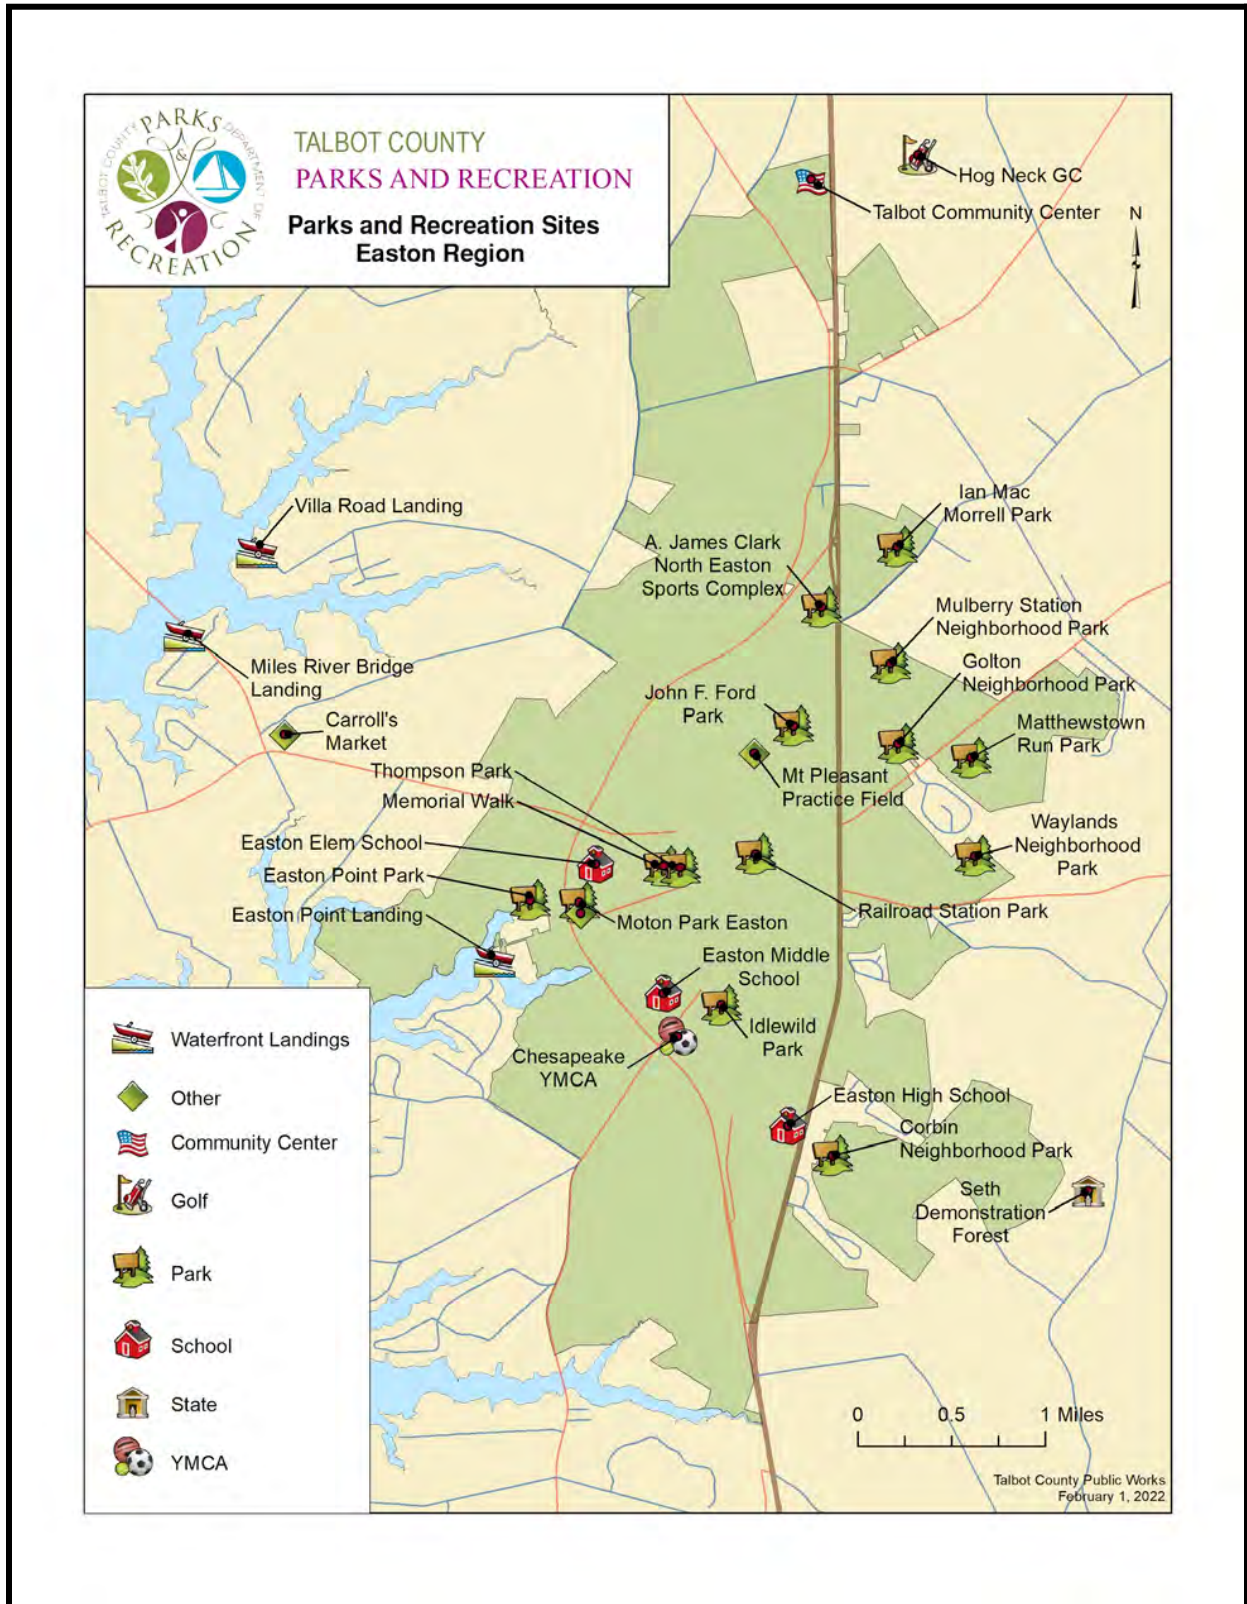 TALBOT COUNTY
PARKS
&
DEPARTMENT OF
RECREATION
TALBOT COUNTY
PARKS AND RECREATION
Parks and Recreation Sites
Easton Region
Hog Neck GC
Talbot Community Center
N
Villa Road Landing
Ian Mac
Morrell Park
A. James Clark
North Easton
Sports Complex
Mulberry Station
Neighborhood Park
Miles River Bridge
Landing
Golton
Neighborhood Park
John F. Ford
Park
Carroll's
Market
Matthewstown
Run Park
Thompson Park
Mt Pleasant
Practice Field
Memorial Walk
Waylands
Neighborhood
Park
Easton Elem School
Easton Point Park
Easton Point Landing
Moton Park Easton
Railroad Station Park
Easton Middle
School
Idlewild
Park
Chesapeake
YMCA
Easton High School
Corbin
Neighborhood Park
Seth
Demonstration
Forest
Waterfront Landings
Other
Community Center
Golf
Park
School
State
YMCA
0 0.5 1 Miles
Talbot County Public Works
February 1, 2022